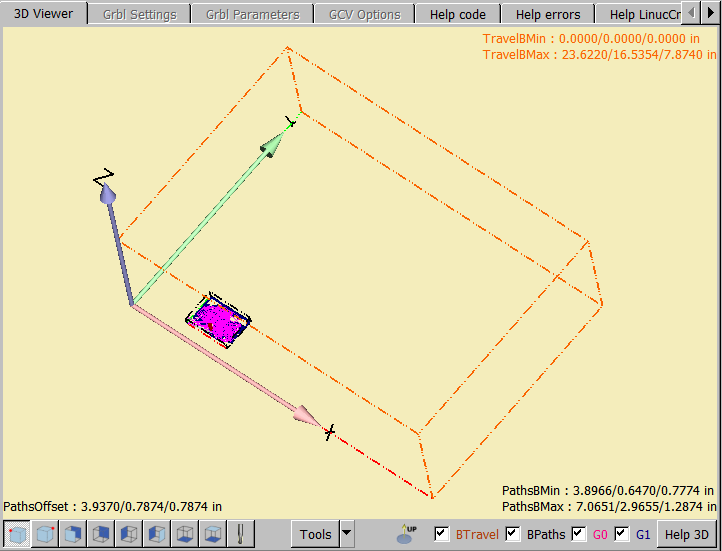 3D Viewer Grbl Settings Grbl Parameters GCV Options Help code Help errors Help LinucCr
TravelBMin : 0.0000/0.0000/0.0000 in
TravelBMax : 23.6220/16.5354/7.8740 in
Y
Z
X
PathsBMin : 3.8966/0.6470/0.7774 in
PathsOffset : 3.9370/0.7874/0.7874 in PathsBMax : 7.0651/2.9655/1.2874 in
Tools UP BTravel BPaths G0 G1 Help 3D